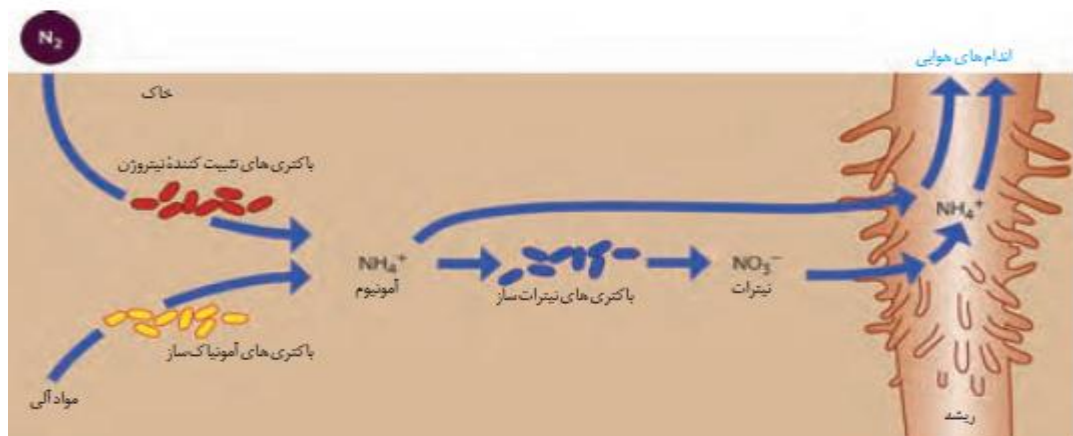 N₂
اندام‌های هوایی
خاک
باکتری‌های تثبیت کنندهٔ نیتروژن
NH₄⁺
NH₄⁺
آمونیوم
باکتری‌های نیترات‌ساز
NO₃⁻
نیترات
باکتری‌های آمونیاک‌ساز
مواد آلی
ریشه